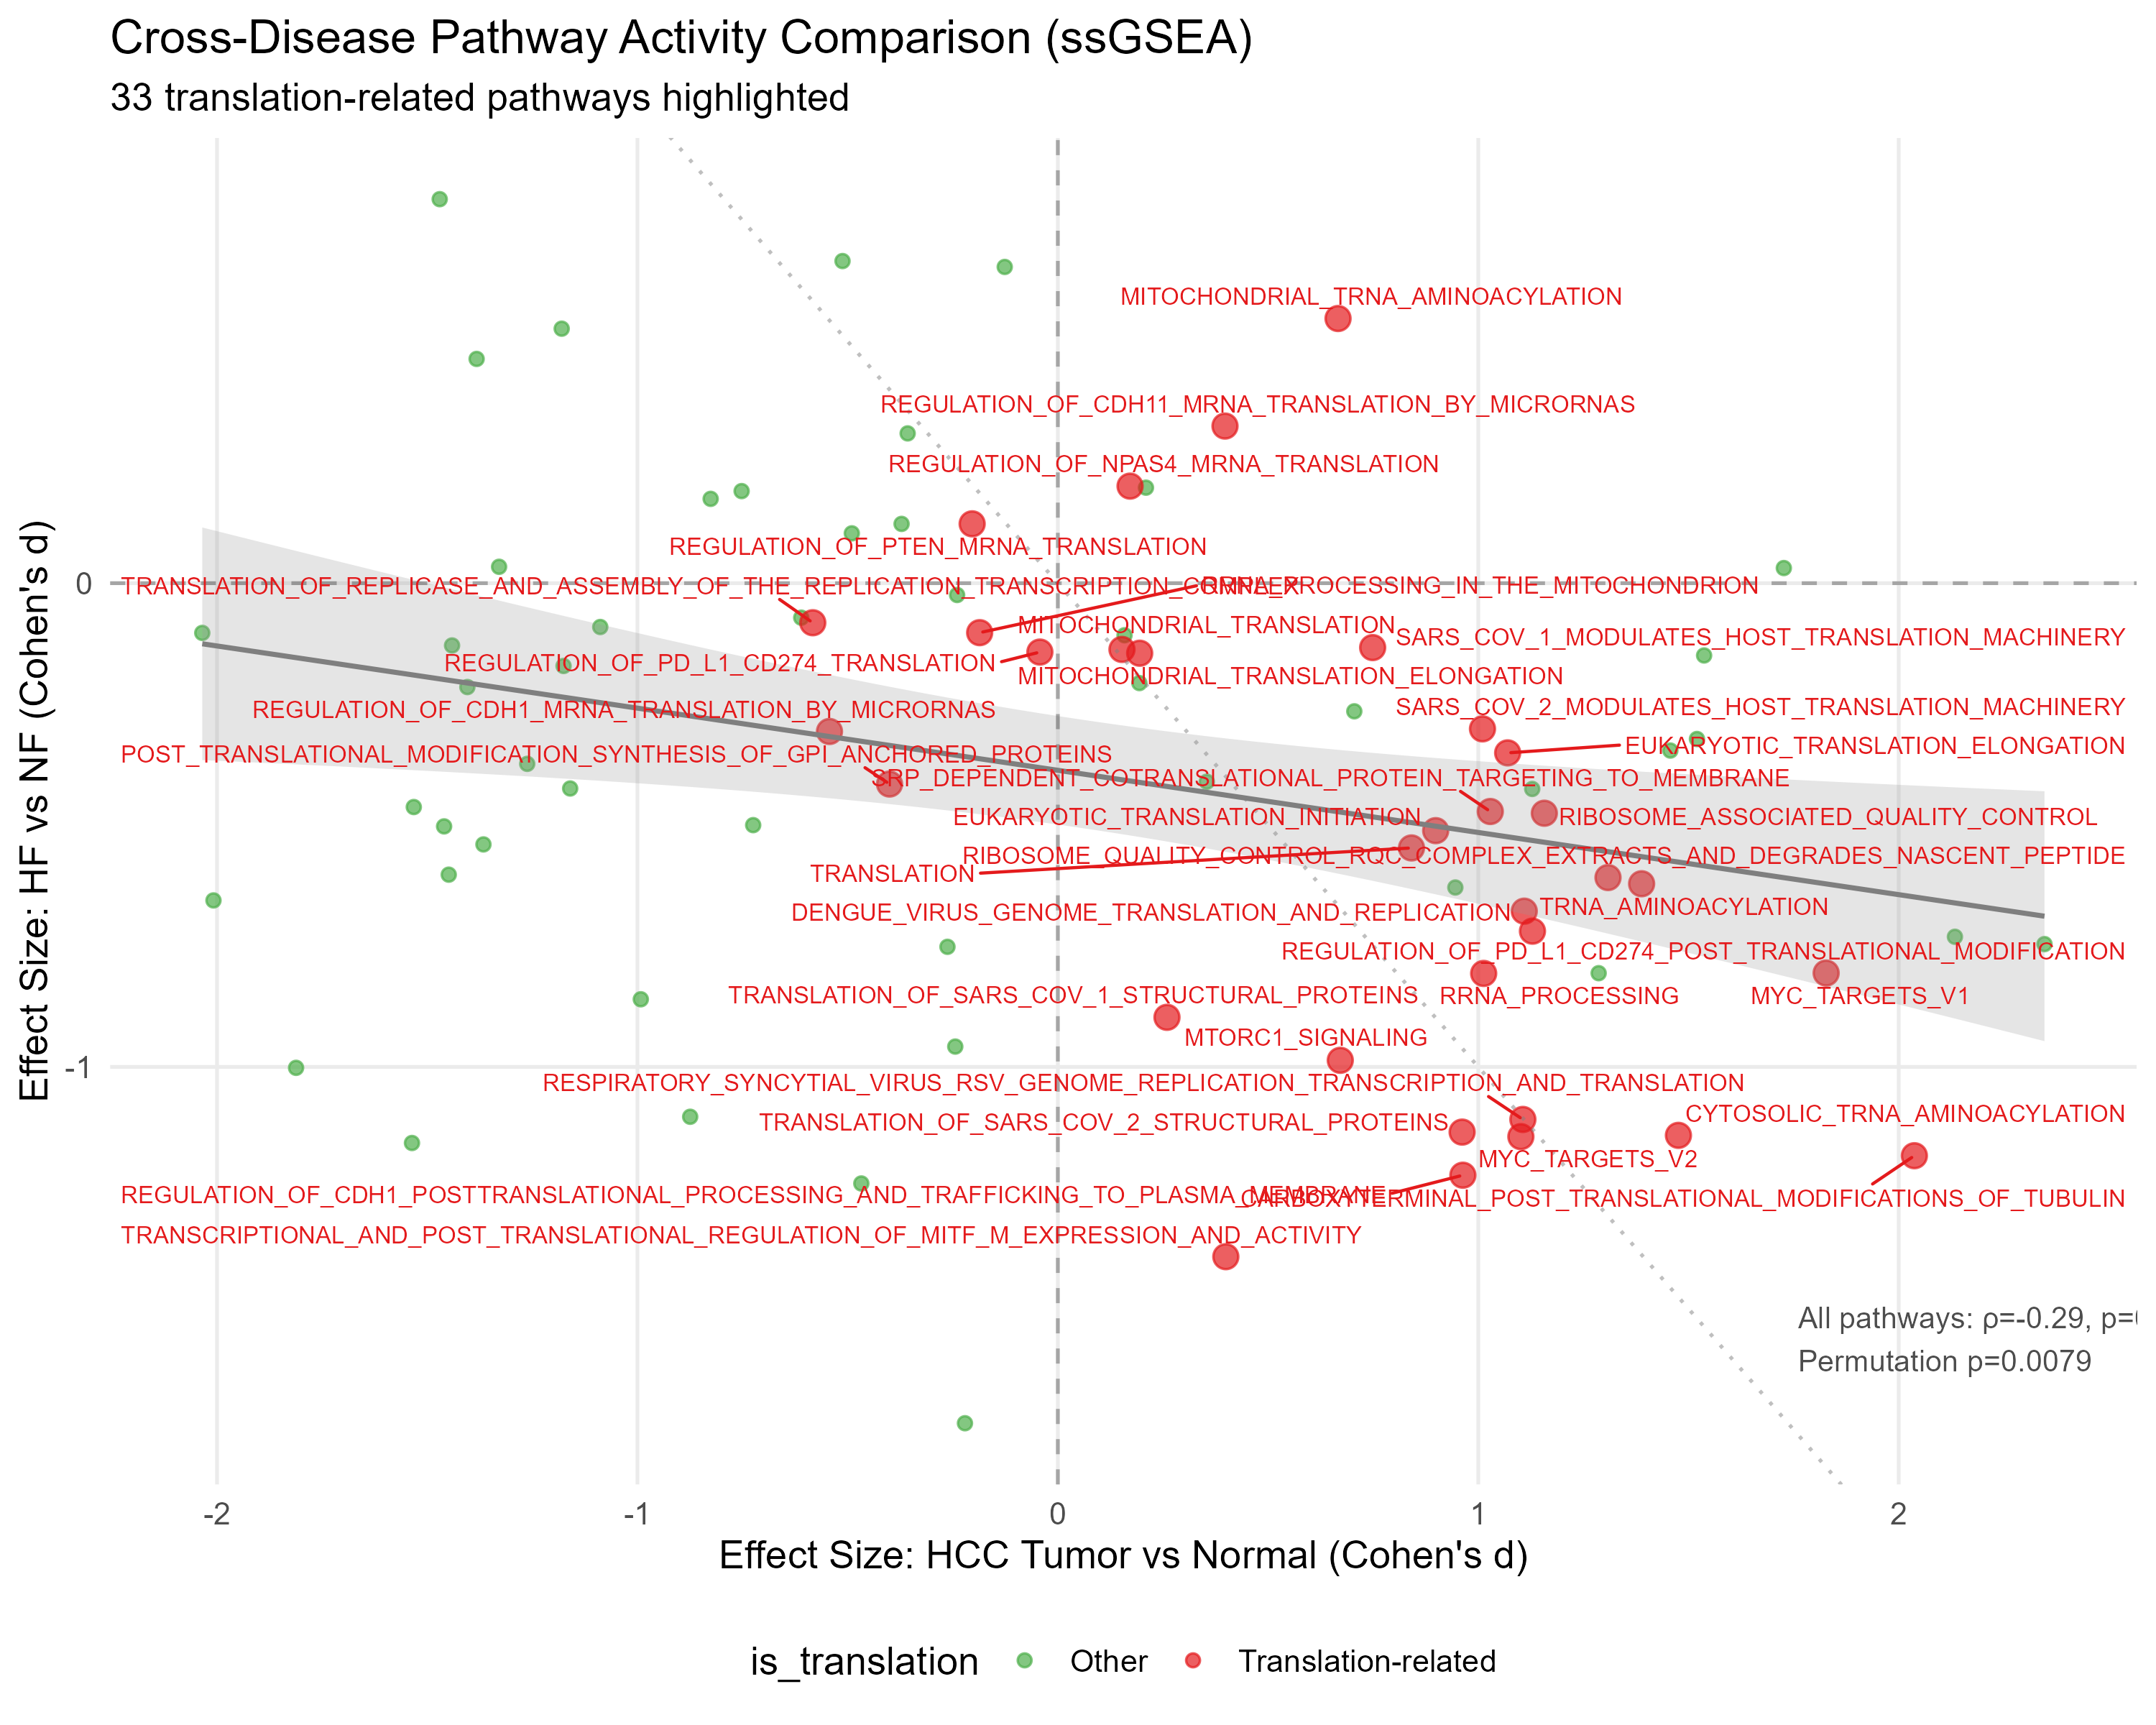 Cross-Disease Pathway Activity Comparison (ssGSEA)
33 translation-related pathways highlighted
Effect Size: HF vs NF (Cohen's d)
0
-1
MITOCHONDRIAL_TRNA_AMINOACYLATION
REGULATION_OF_CDH11_MRNA_TRANSLATION_BY_MICRORNAS
REGULATION_OF_NPAS4_MRNA_TRANSLATION
REGULATION_OF_PTEN_MRNA_TRANSLATION
TRANSLATION_OF_REPLICASE_AND_ASSEMBLY_OF_THE_REPLICATION_TRANSCRIPTION_COMPLEX
RRNA_PROCESSING_IN_THE_MITOCHONDRION
MITOCHONDRIAL_TRANSLATION
SARS_COV_1_MODULATES_HOST_TRANSLATION_MACHINERY
REGULATION_OF_PD_L1_CD274_TRANSLATION
MITOCHONDRIAL_TRANSLATION_ELONGATION
REGULATION_OF_CDH1_MRNA_TRANSLATION_BY_MICRORNAS
SARS_COV_2_MODULATES_HOST_TRANSLATION_MACHINERY
EUKARYOTIC_TRANSLATION_ELONGATION
POST_TRANSLATIONAL_MODIFICATION_SYNTHESIS_OF_GPI_ANCHORED_PROTEINS
SRP_DEPENDENT_COTRANSLATIONAL_PROTEIN_TARGETING_TO_MEMBRANE
EUKARYOTIC_TRANSLATION_INITIATION
RIBOSOME_ASSOCIATED_QUALITY_CONTROL
RIBOSOME_QUALITY_CONTROL_RQC_COMPLEX_EXTRACTS_AND_DEGRADES_NASCENT_PEPTIDE
TRANSLATION
DENGUE_VIRUS_GENOME_TRANSLATION_AND_REPLICATION
TRNA_AMINOACYLATION
REGULATION_OF_PD_L1_CD274_POST_TRANSLATIONAL_MODIFICATION
TRANSLATION_OF_SARS_COV_1_STRUCTURAL_PROTEINS
RRNA_PROCESSING
MYC_TARGETS_V1
MTORC1_SIGNALING
RESPIRATORY_SYNCYTIAL_VIRUS_RSV_GENOME_REPLICATION_TRANSCRIPTION_AND_TRANSLATION
TRANSLATION_OF_SARS_COV_2_STRUCTURAL_PROTEINS
CYTOSOLIC_TRNA_AMINOACYLATION
MYC_TARGETS_V2
REGULATION_OF_CDH1_POSTTRANSLATIONAL_PROCESSING_AND_TRAFFICKING_TO_PLASMA_MEMBRANE
CARBOXYTERMINAL_POST_TRANSLATIONAL_MODIFICATIONS_OF_TUBULIN
TRANSCRIPTIONAL_AND_POST_TRANSLATIONAL_REGULATION_OF_MITF_M_EXPRESSION_AND_ACTIVITY
All pathways: ρ=-0.29, p=
Permutation p=0.0079
-2 -1 0 1 2
Effect Size: HCC Tumor vs Normal (Cohen's d)
is_translation Other Translation-related